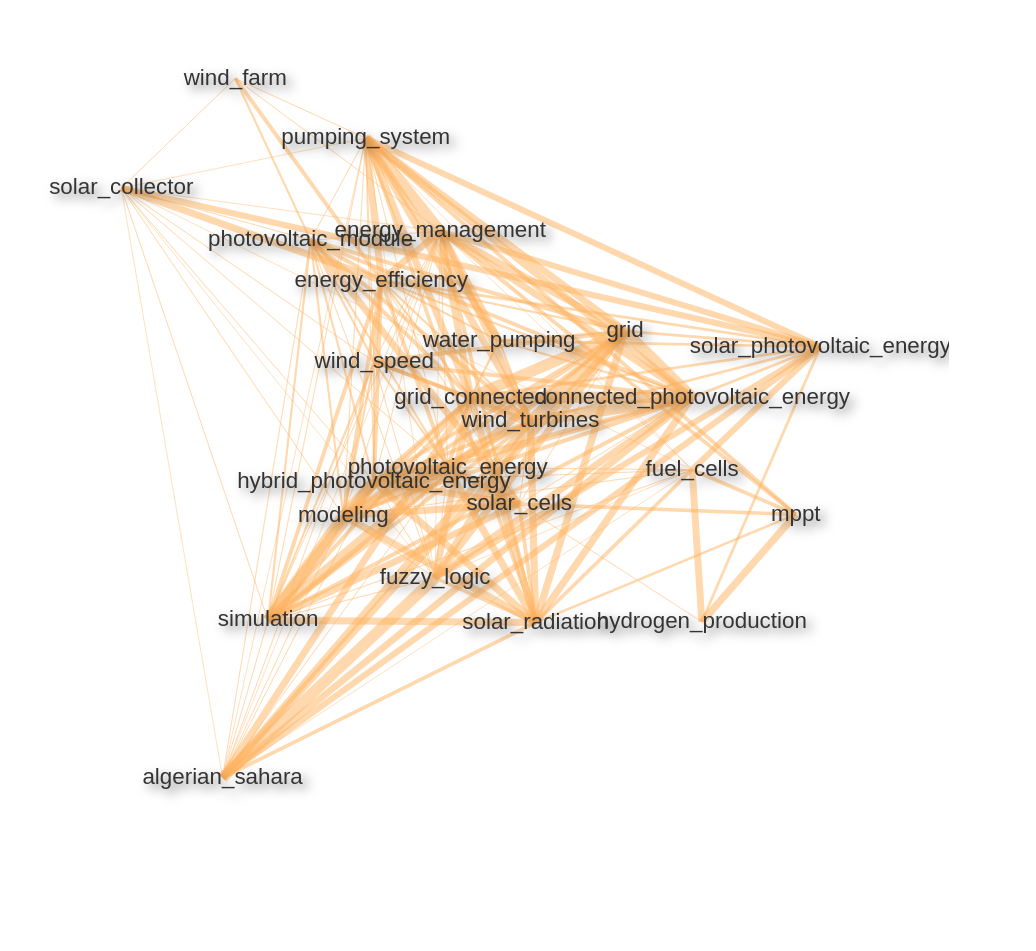 wind_farm
pumping_system
solar_collector
energy_management
photovoltaic_module
energy_efficiency
grid
water_pumping
solar_photovoltaic_energy
wind_speed
grid_connected
connected_photovoltaic_energy
wind_turbines
photovoltaic_energy
fuel_cells
hybrid_photovoltaic_energy
solar_cells
modeling
mppt
fuzzy_logic
simulation
solar_radiation
hydrogen_production
algerian_sahara